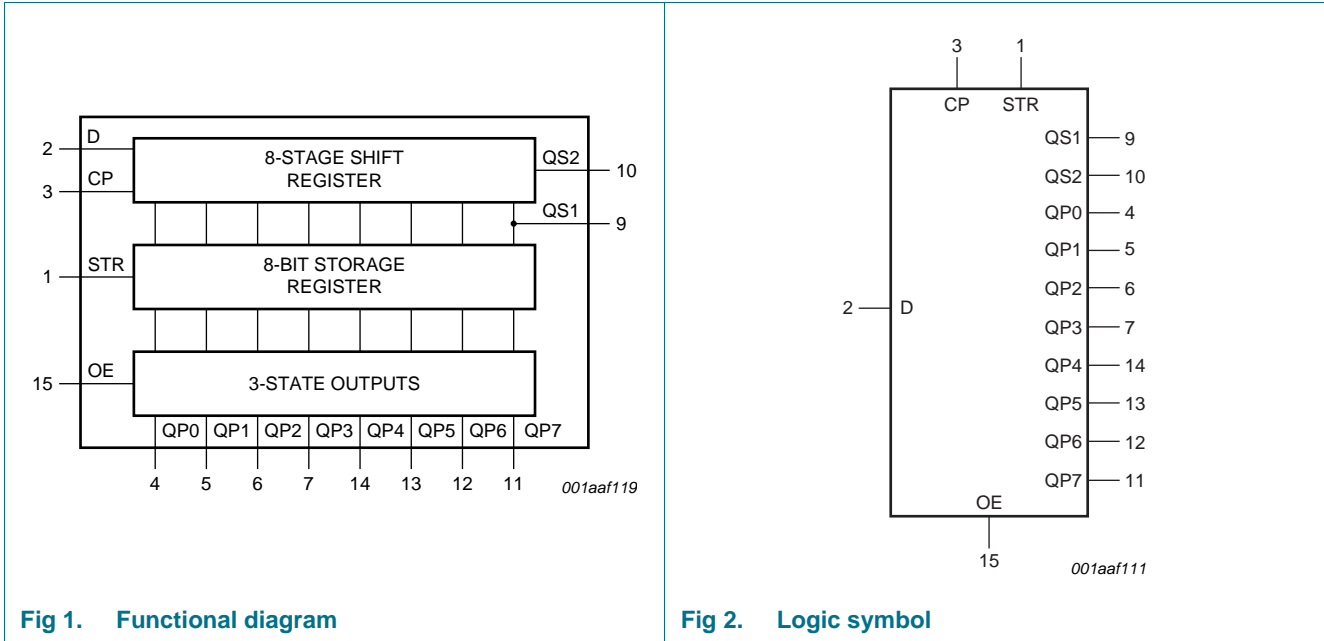 D
2
8-STAGE SHIFT
REGISTER
QS2
10
CP
3
QS1
9
STR
1
8-BIT STORAGE
REGISTER
OE
15
3-STATE OUTPUTS
QP0 QP1 QP2 QP3 QP4 QP5 QP6 QP7
4 5 6 7 14 13 12 11
001aaf119
Fig 1. Functional diagram
3 1
CP STR
QS1 9
QS2 10
QP0 4
QP1 5
QP2 6
2 D
QP3 7
QP4 14
QP5 13
QP6 12
QP7 11
OE
15
001aaf111
Fig 2. Logic symbol